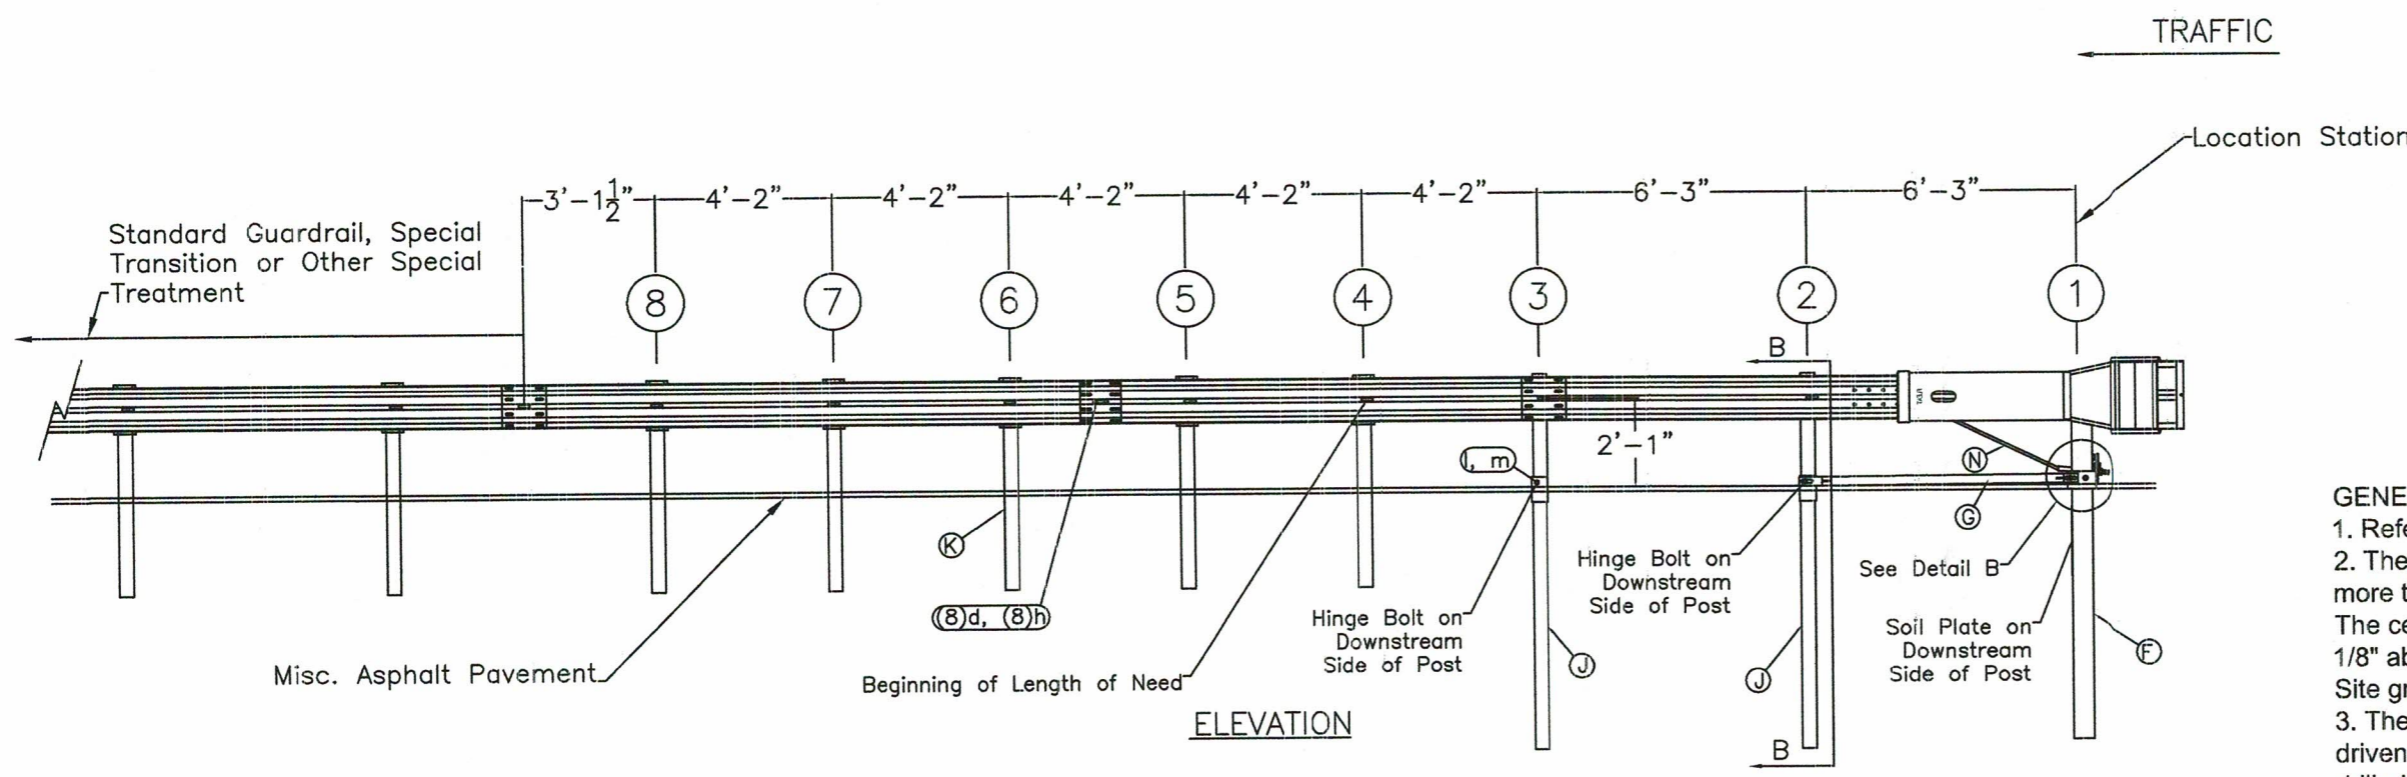 TRAFFIC
Location Station
3'-1 1/2"
4'-2"
4'-2"
4'-2"
4'-2"
4'-2"
6'-3"
6'-3"
Standard Guardrail, Special
Transition or Other Special
Treatment
8
7
6
5
4
3
2
1
B
2'-1"
l, m
N
G
K
(8)d, (8)h
Misc. Asphalt Pavement
Beginning of Length of Need
Hinge Bolt on
Downstream
Side of Post
J
Hinge Bolt on
Downstream
Side of Post
J
See Detail B
Soil Plate on
Downstream
Side of Post
F
ELEVATION
B
GENE
1. Refe
2. The
more t
The ce
1/8" ab
Site gr
3. The
driven